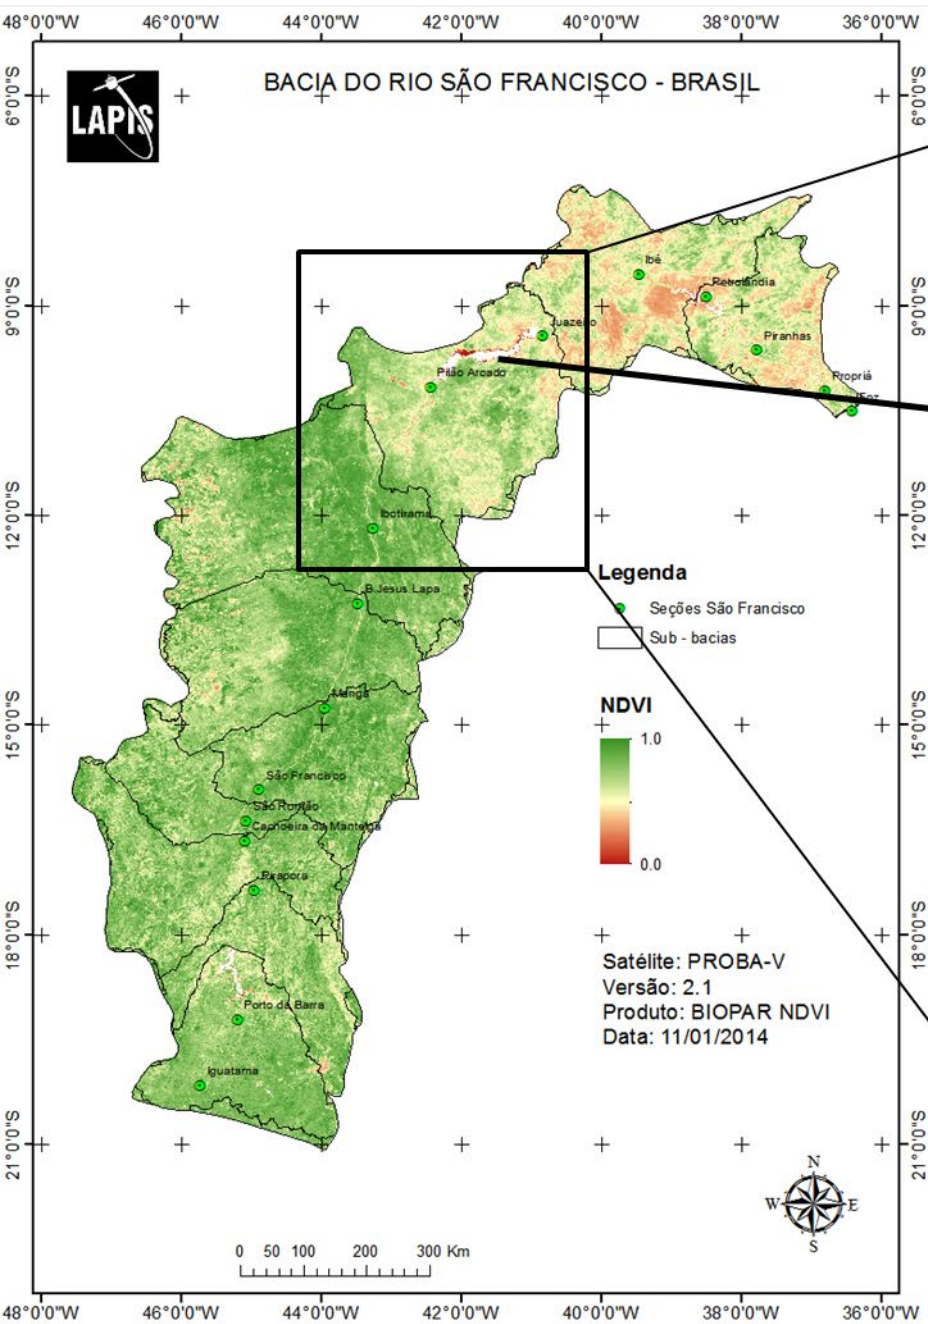 48°0'0"W 46°0'0"W 44°0'0"W 42°0'0"W 40°0'0"W 38°0'0"W 36°0'0"W
BACIA DO RIO SÃO FRANCISCO - BRASIL
LAPIS
6°0'0"S 6°0'0"S
Ibé
Petrolândia
9°0'0"S 9°0'0"S
Juazeiro
Piranhas
Pilão Arcado
Propriá
Foz
12°0'0"S 12°0'0"S
Ibotirama
B.Jesus Lapa
Legenda
Seções São Francisco
Sub - bacias
Manga
NDVI
15°0'0"S 15°0'0"S
1.0
São Francisco
São Romão
Cachoeira da Manteiga
0.0
Pirapora
18°0'0"S 18°0'0"S
Satélite: PROBA-V
Versão: 2.1
Produto: BIOPAR NDVI
Data: 11/01/2014
Porto da Barra
Iguatama
21°0'0"S 21°0'0"S
N
W E
S
0 50 100 200 300 Km
48°0'0"W 46°0'0"W 44°0'0"W 42°0'0"W 40°0'0"W 38°0'0"W 36°0'0"W